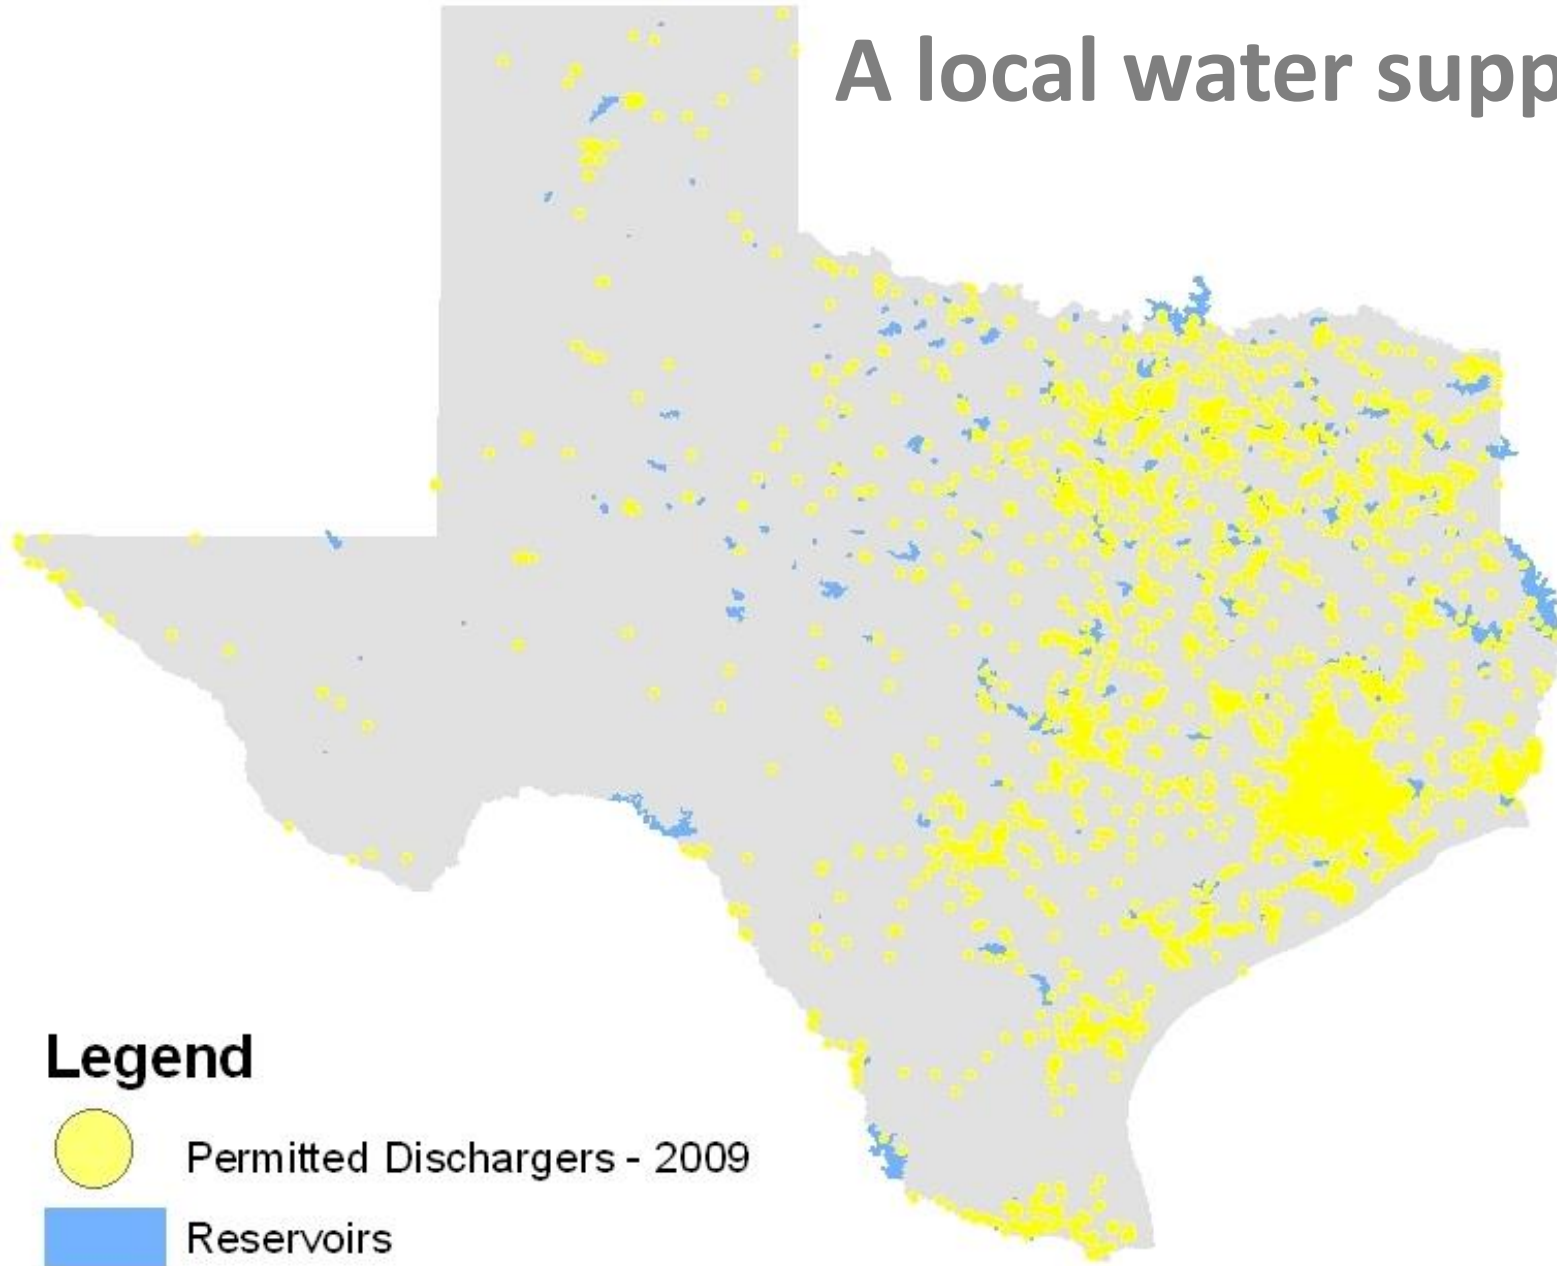 A local water supp
Legend
Permitted Dischargers - 2009
Reservoirs